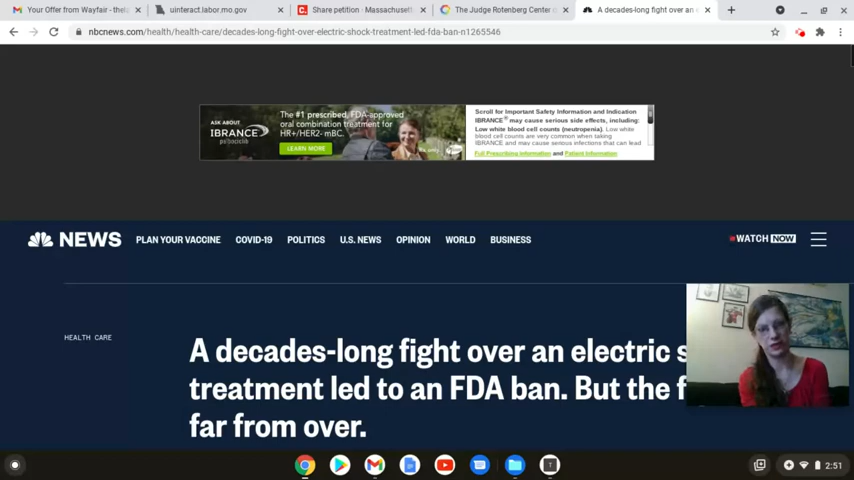 Your Offer from Wayfair - thela
uinteract.labor.mo.gov
Share petition · Massachusett
The Judge Rotenberg Center i
A decades-long fight over an e
nbcnews.com/health/health-care/decades-long-fight-over-electric-shock-treatment-led-fda-ban-n1265546
ASK ABOUT
IBRANCE
palbociclib
The #1 prescribed, FDA-approved
oral combination treatment for
HR+/HER2- mBC.
LEARN MORE
Rx only
Scroll for Important Safety Information and Indication
IBRANCE® may cause serious side effects, including:
Low white blood cell counts (neutropenia). Low white
blood cell counts are very common when taking
IBRANCE and may cause serious infections that can lead
Full Prescribing Information and Patient Information
NEWS
PLAN YOUR VACCINE COVID-19 POLITICS U.S. NEWS OPINION WORLD BUSINESS
WATCH NOW
HEALTH CARE
A decades-long fight over an electric s
treatment led to an FDA ban. But the f
far from over.
2:51